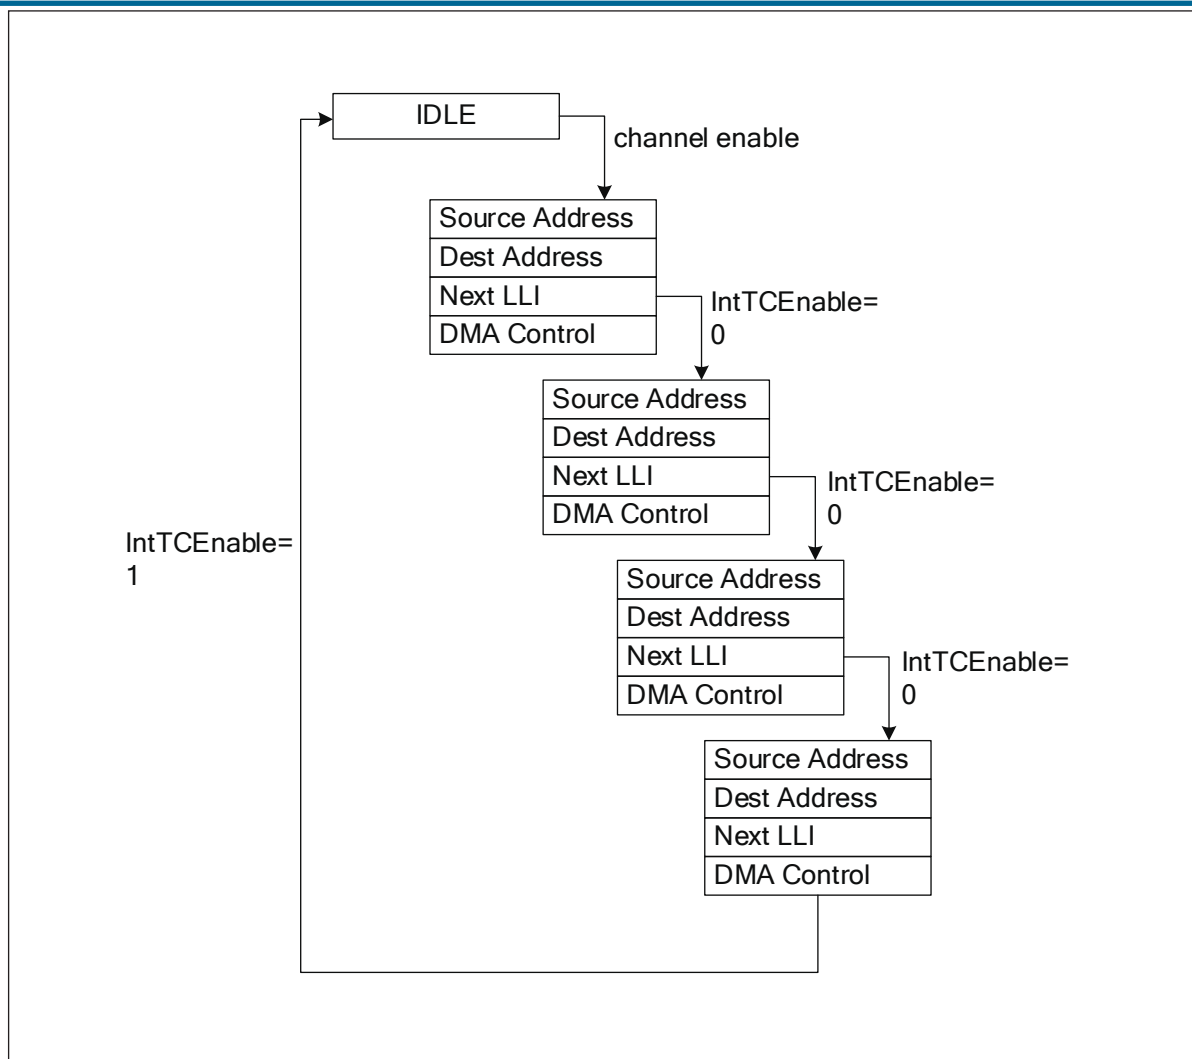 IDLE
channel enable
Source Address
Dest Address
Next LLI
DMA Control
IntTCEnable=
0
Source Address
Dest Address
Next LLI
DMA Control
IntTCEnable=
0
IntTCEnable=
1
Source Address
Dest Address
Next LLI
DMA Control
IntTCEnable=
0
Source Address
Dest Address
Next LLI
DMA Control